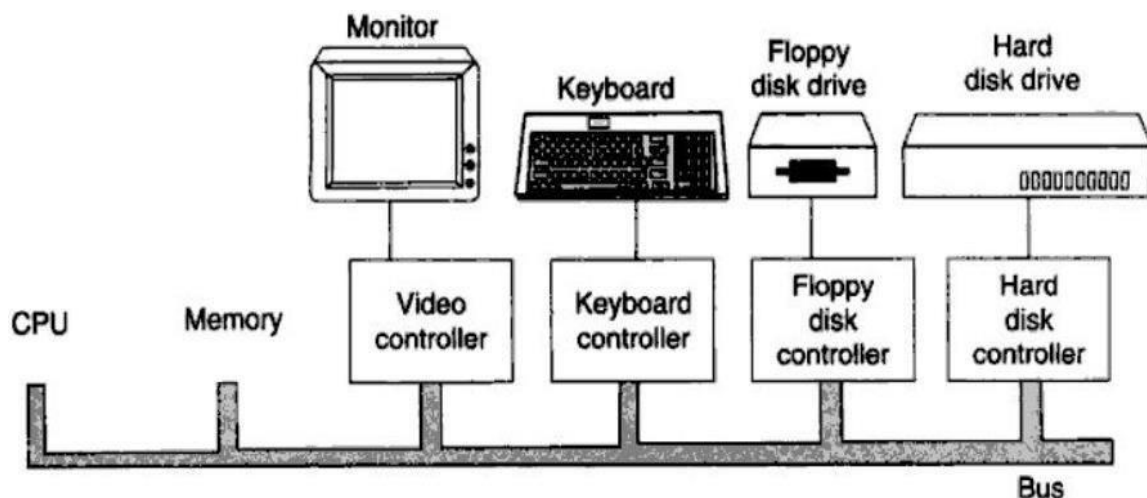 Monitor
Keyboard
Floppy
disk drive
Hard
disk drive
CPU
Memory
Video
controller
Keyboard
controller
Floppy
disk
controller
Hard
disk
controller
Bus